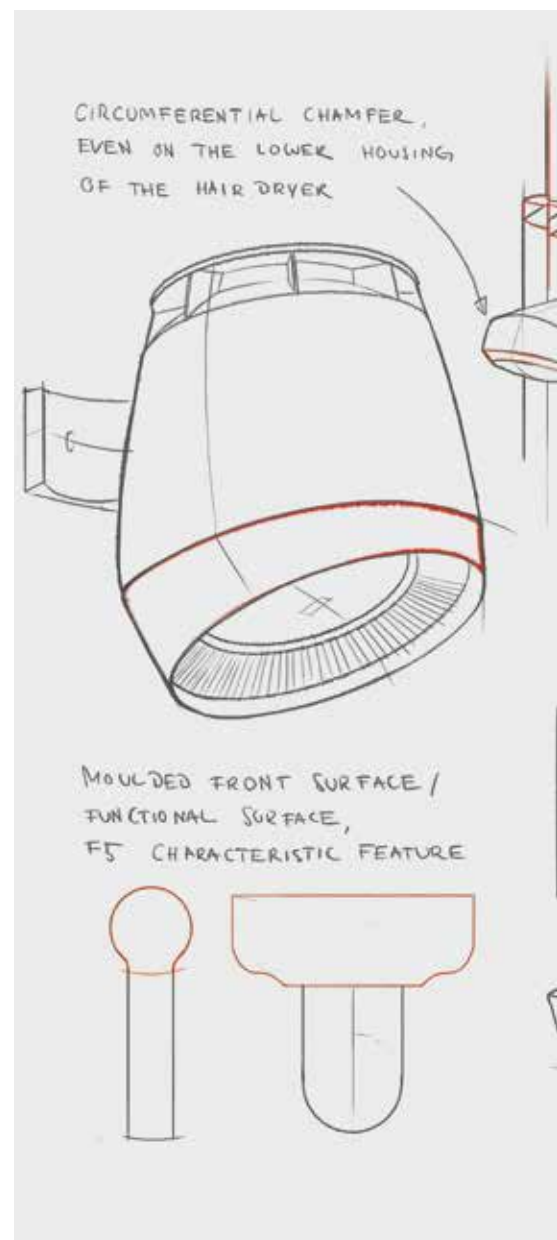 CIRCUMFERENTIAL CHAMFER,
EVEN ON THE LOWER HOUSING
OF THE HAIR DRYER
MOULDED FRONT SURFACE /
FUNCTIONAL SURFACE,
F5 CHARACTERISTIC FEATURE